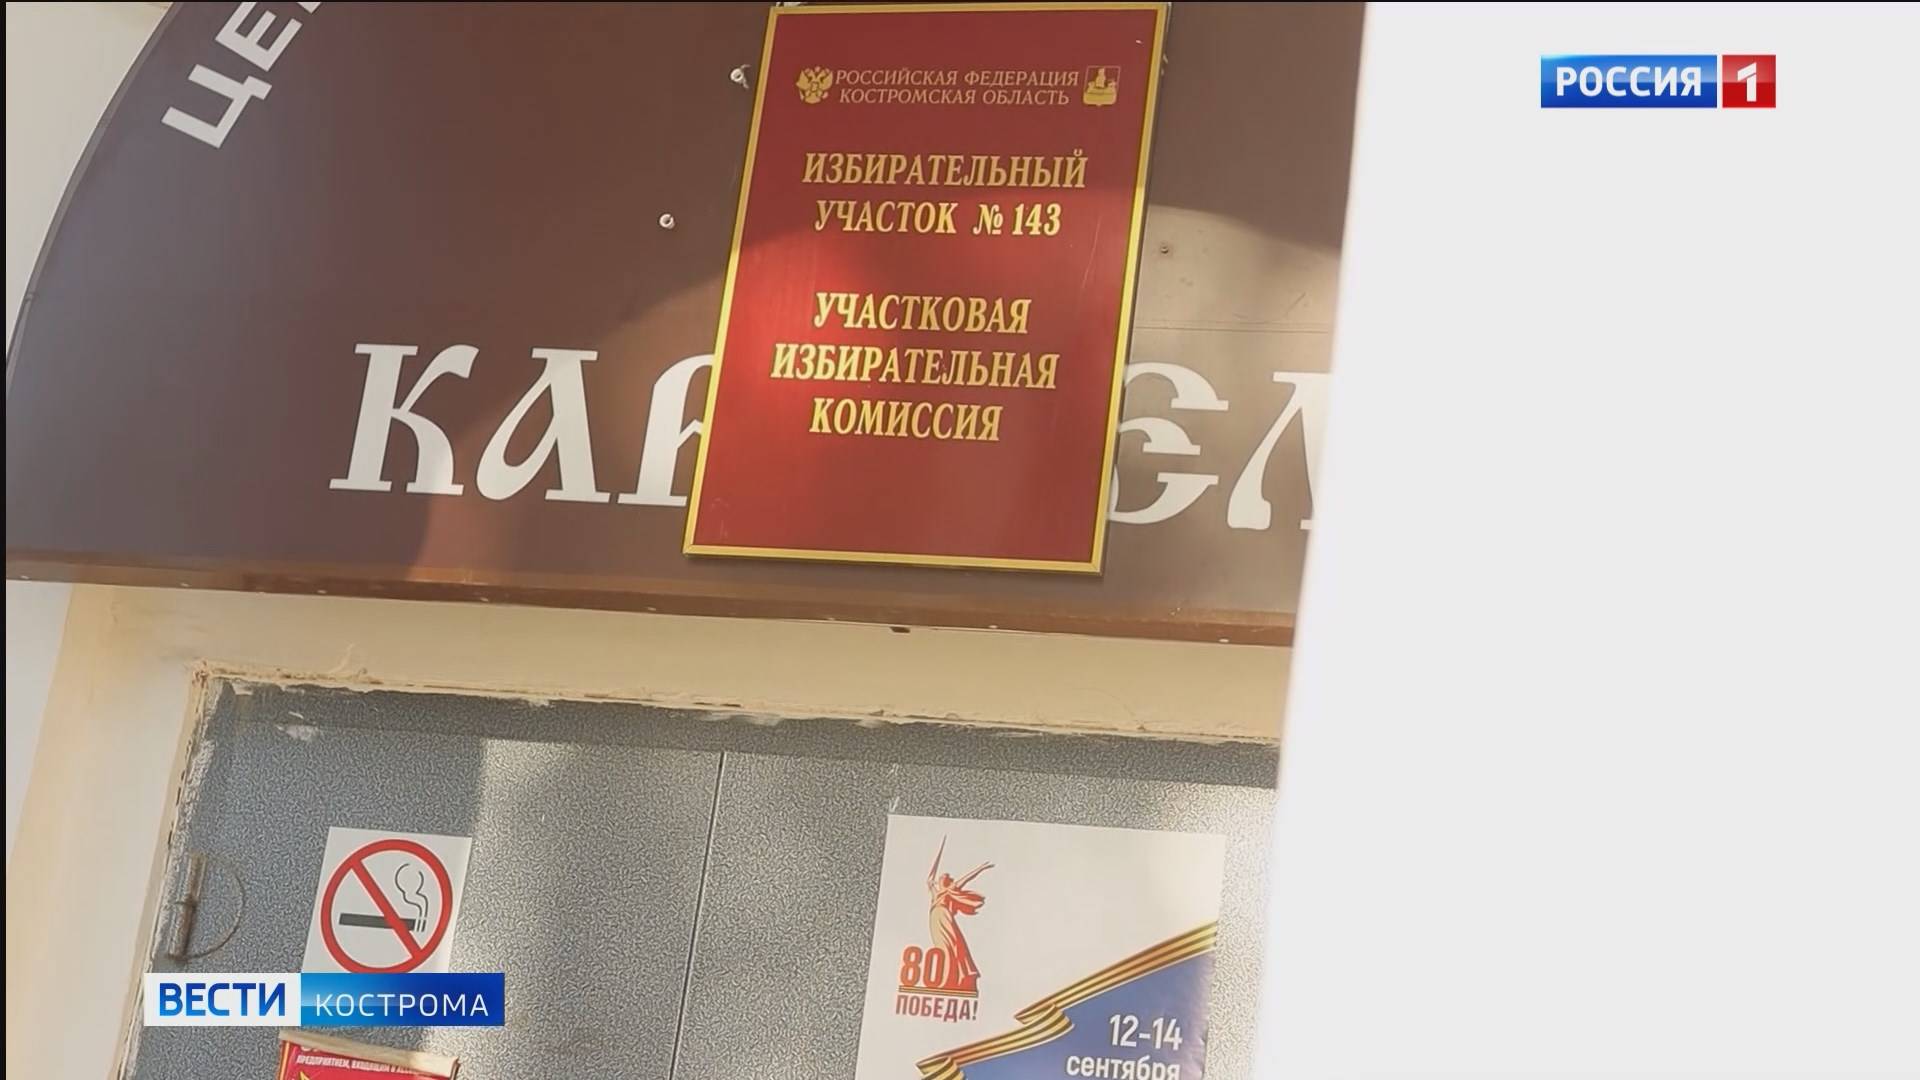 РОССИЯ 1
РОССИЙСКАЯ ФЕДЕРАЦИЯ
КОСТРОМСКАЯ ОБЛАСТЬ
ИЗБИРАТЕЛЬНЫЙ
УЧАСТОК № 143
УЧАСТКОВАЯ
ИЗБИРАТЕЛЬНАЯ
КОМИССИЯ
80
ПОБЕДА!
12-14
сентября
ВЕСТИ КОСТРОМА